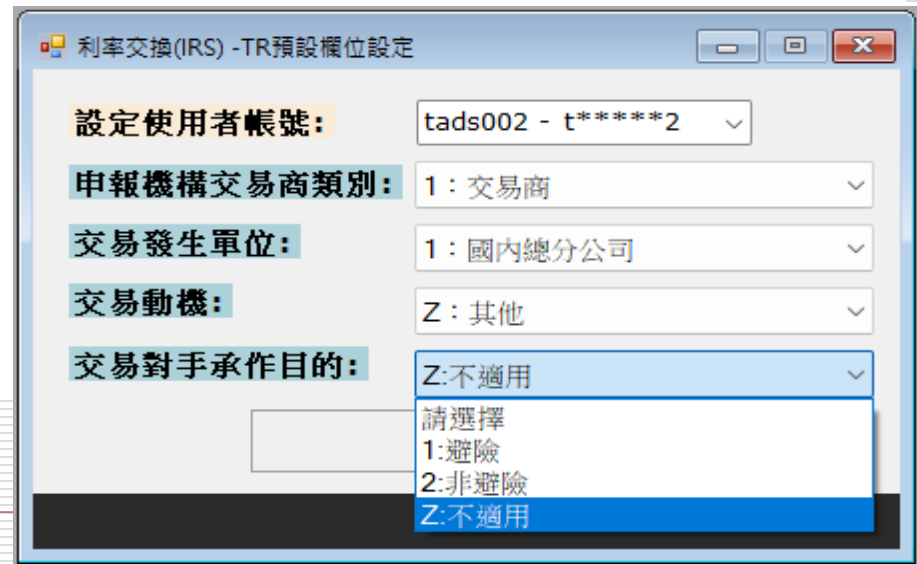 利率交換(IRS) -TR預設欄位設定
設定使用者帳號: tads002 - t*****2
申報機構交易商類別: 1：交易商
交易發生單位: 1：國內總分公司
交易動機: Z：其他
交易對手承作目的: Z:不適用
請選擇
1:避險
2:非避險
Z:不適用